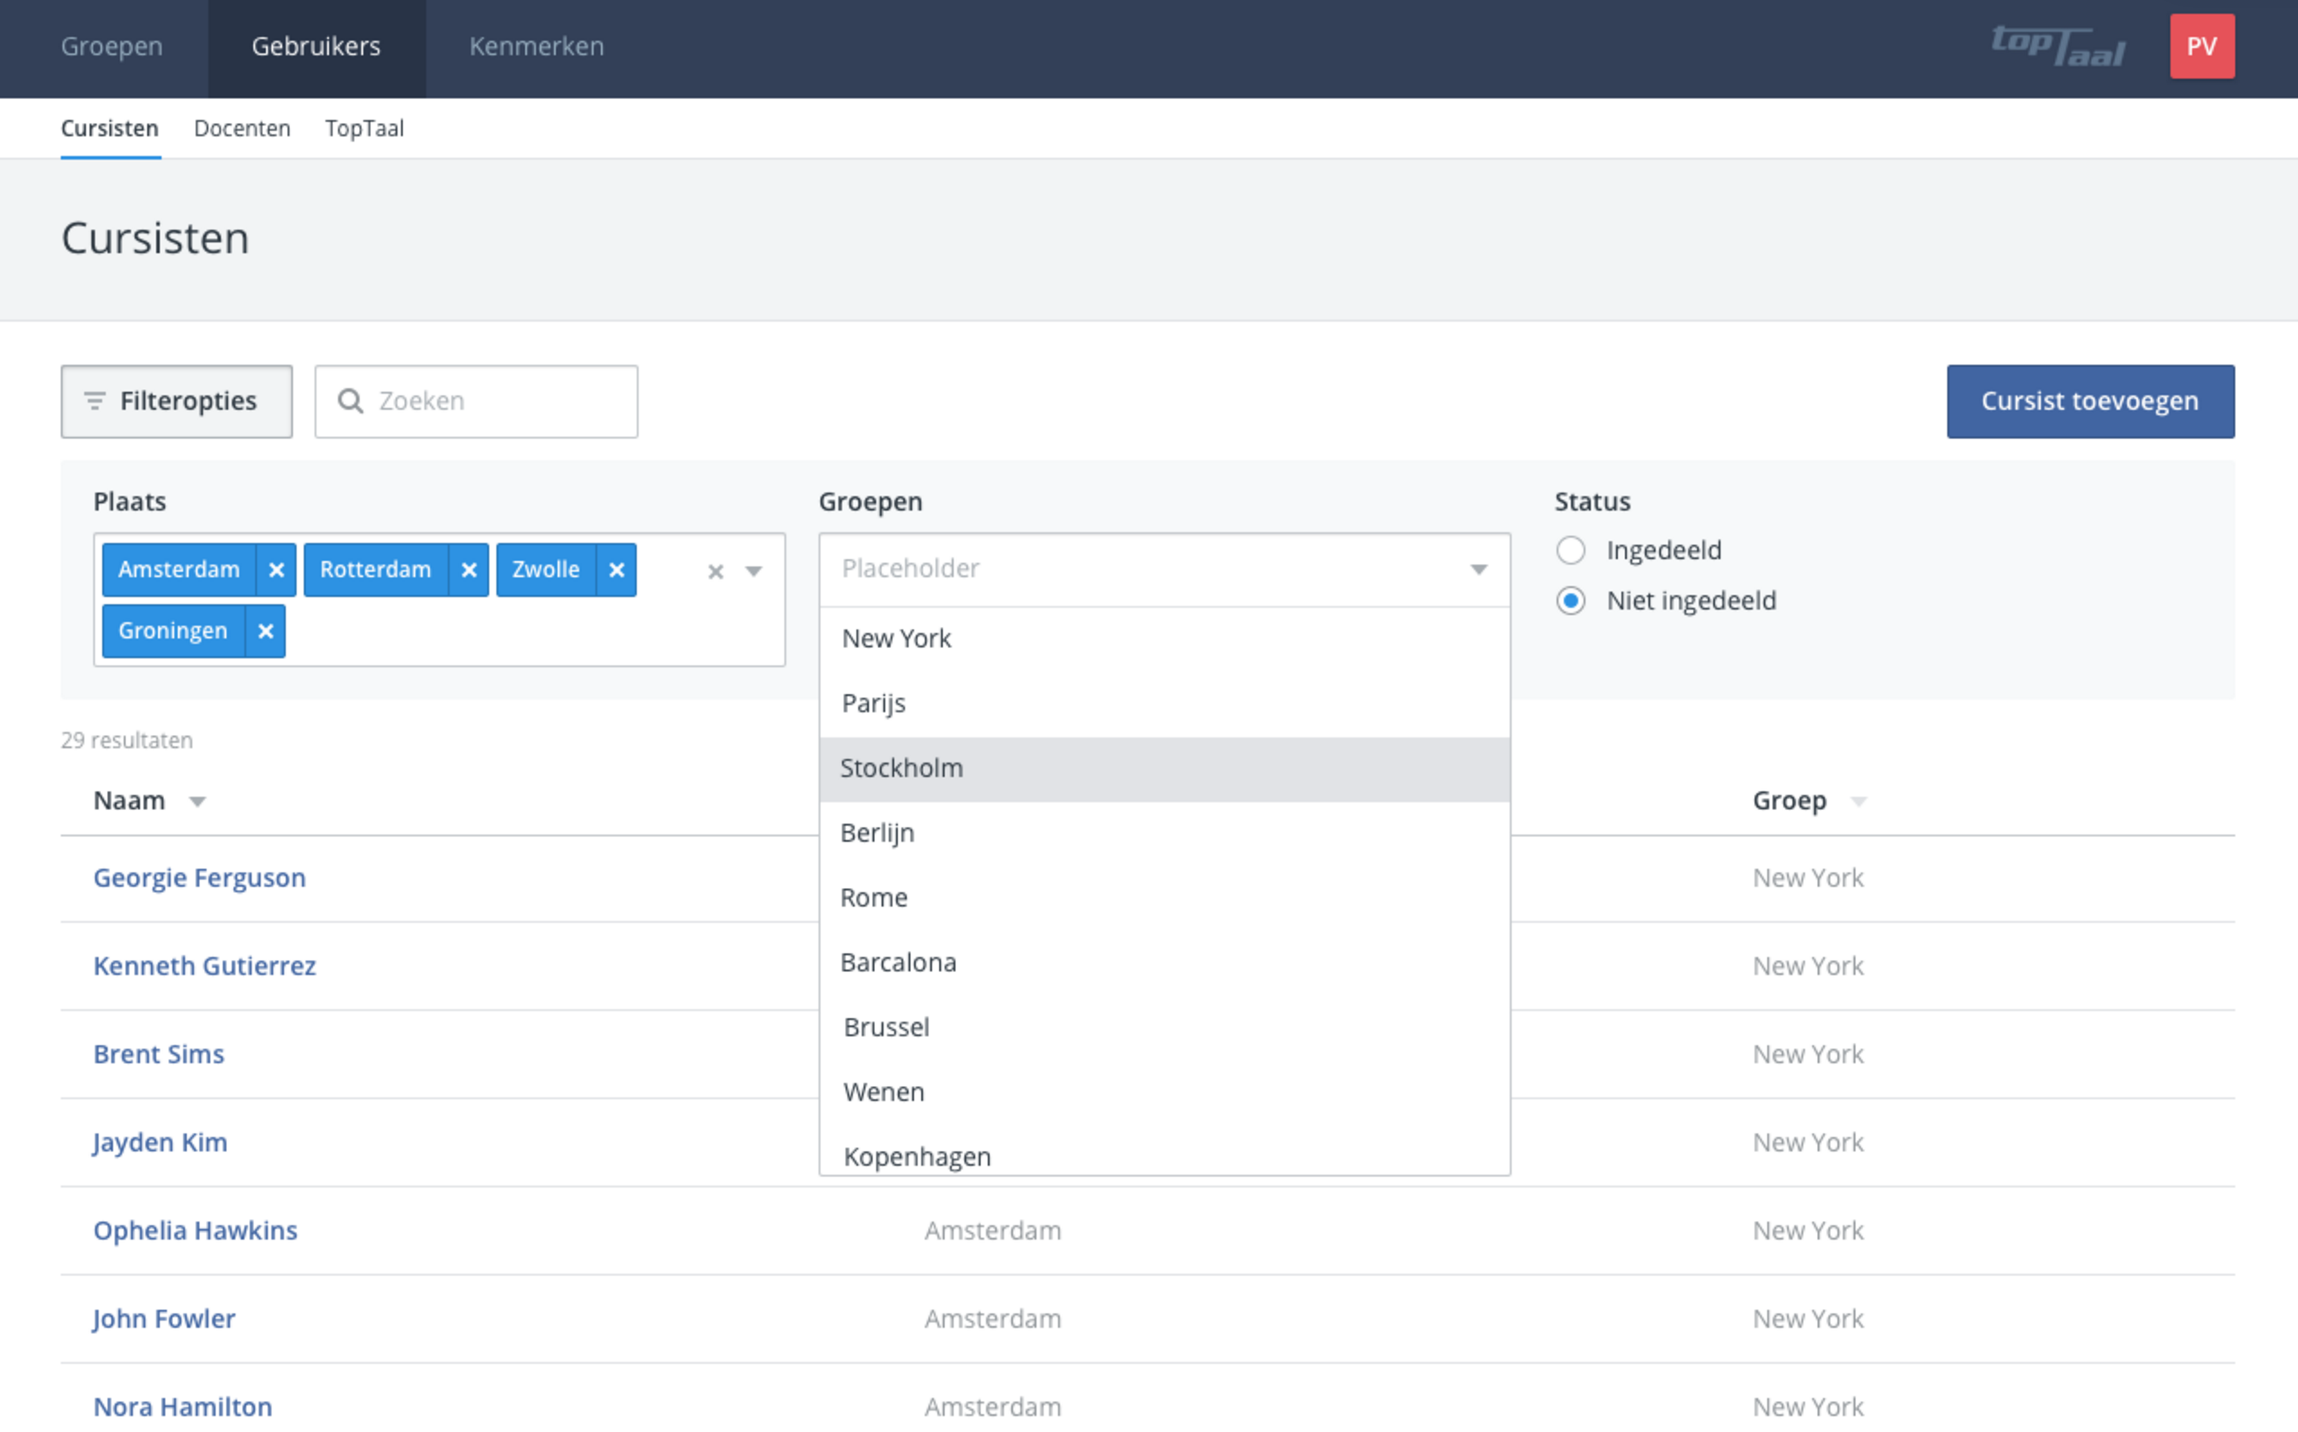 Groepen Gebruikers Kenmerken topTaal PV
Cursisten Docenten TopTaal
Cursisten
Filteropties Zoeken Cursist toevoegen
Plaats Groepen Status
Amsterdam Rotterdam Zwolle Placeholder Ingedeeld
Groningen Niet ingedeeld
New York
Parijs
29 resultaten
Stockholm
Naam Groep
Berlijn
Georgie Ferguson New York
Rome
Kenneth Gutierrez Barcalona New York
Brussel
Brent Sims New York
Wenen
Jayden Kim Kopenhagen New York
Ophelia Hawkins Amsterdam New York
John Fowler Amsterdam New York
Nora Hamilton Amsterdam New York